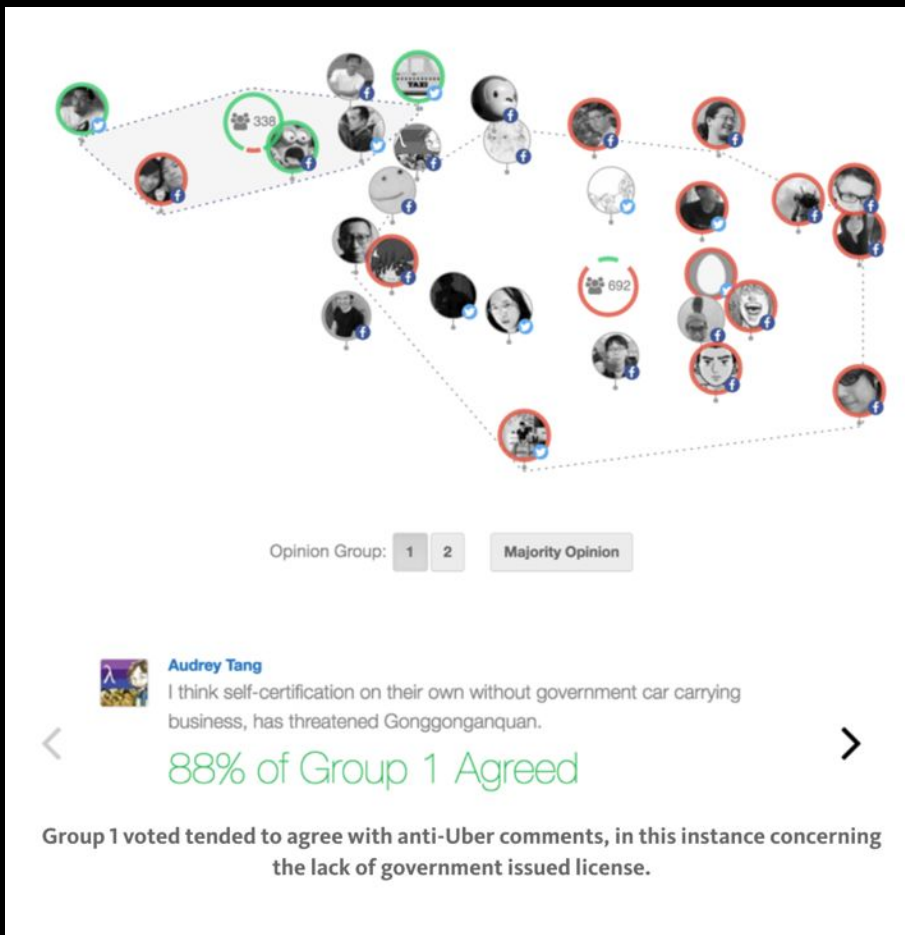 TAXI
338
692
Opinion Group: 1 2 Majority Opinion
Audrey Tang
I think self-certification on their own without government car carrying
business, has threatened Gonggonganquan.
88% of Group 1 Agreed
Group 1 voted tended to agree with anti-Uber comments, in this instance concerning
the lack of government issued license.